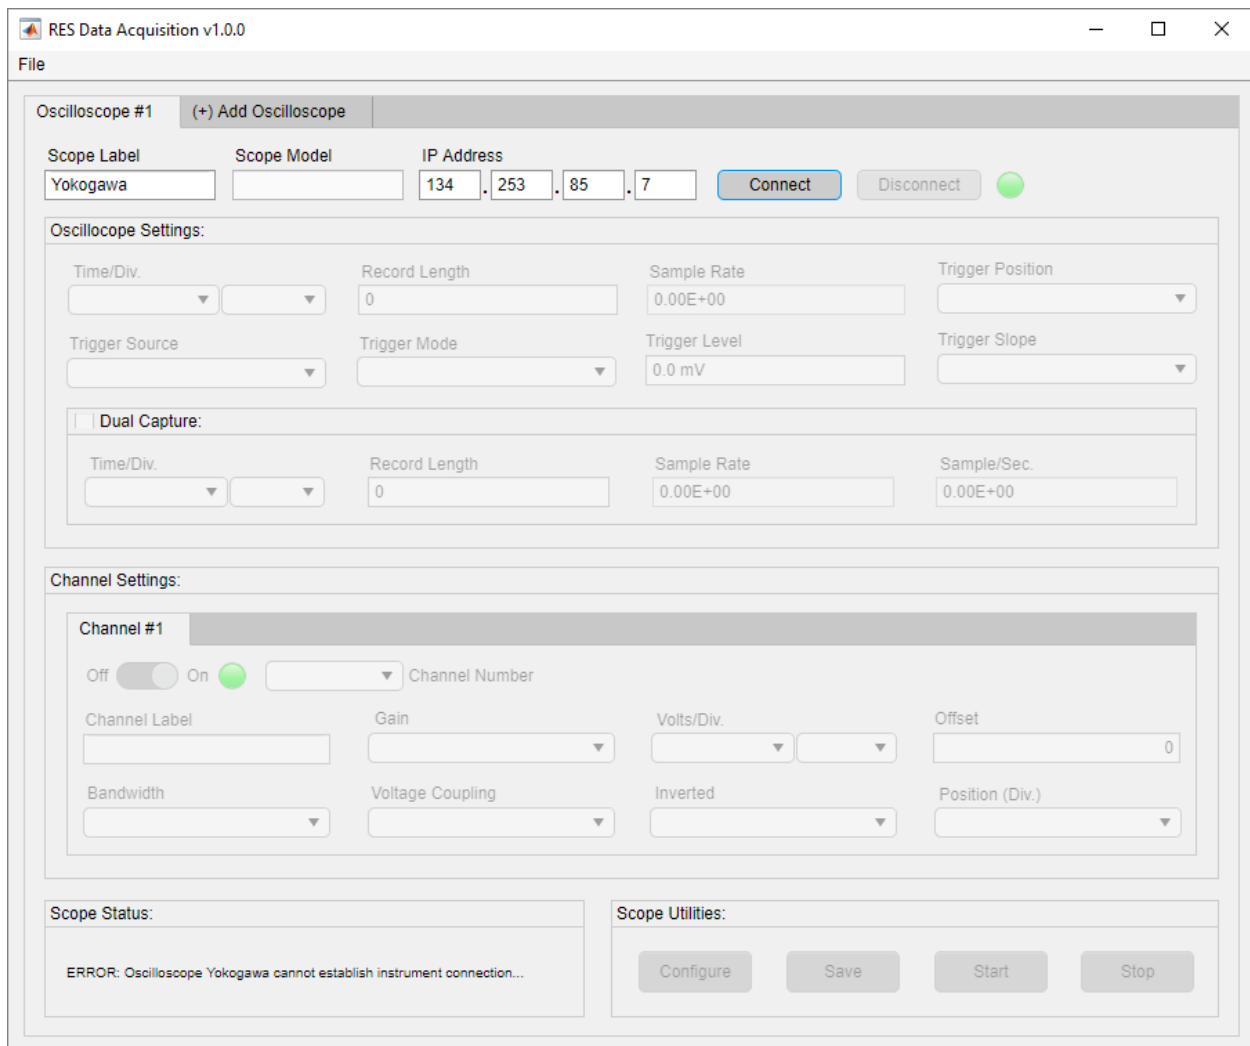 RES Data Acquisition v1.0.0
File
Oscilloscope #1 (+) Add Oscilloscope
Scope Label Scope Model IP Address
Yokogawa 134 . 253 . 85 . 7 Connect Disconnect
Oscillocope Settings:
Time/Div. Record Length Sample Rate Trigger Position
0 0.00E+00
Trigger Source Trigger Mode Trigger Level Trigger Slope
0.0 mV
Dual Capture:
Time/Div. Record Length Sample Rate Sample/Sec.
0 0.00E+00 0.00E+00
Channel Settings:
Channel #1
Off On Channel Number
Channel Label Gain Volts/Div. Offset
0
Bandwidth Voltage Coupling Inverted Position (Div.)
Scope Status: Scope Utilities:
ERROR: Oscilloscope Yokogawa cannot establish instrument connection... Configure Save Start Stop